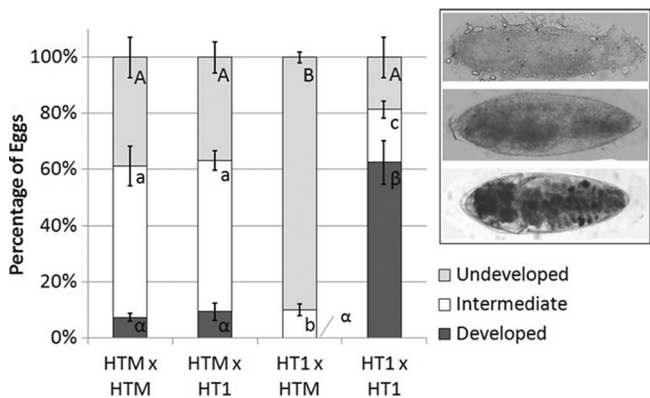 Percentage of Eggs
100%
80%
60%
40%
20%
0%
A
a
α
A
a
α
B
b
α
A
c
β
HTM x HTM
HTM x HT1
HT1 x HTM
HT1 x HT1
Undeveloped
Intermediate
Developed